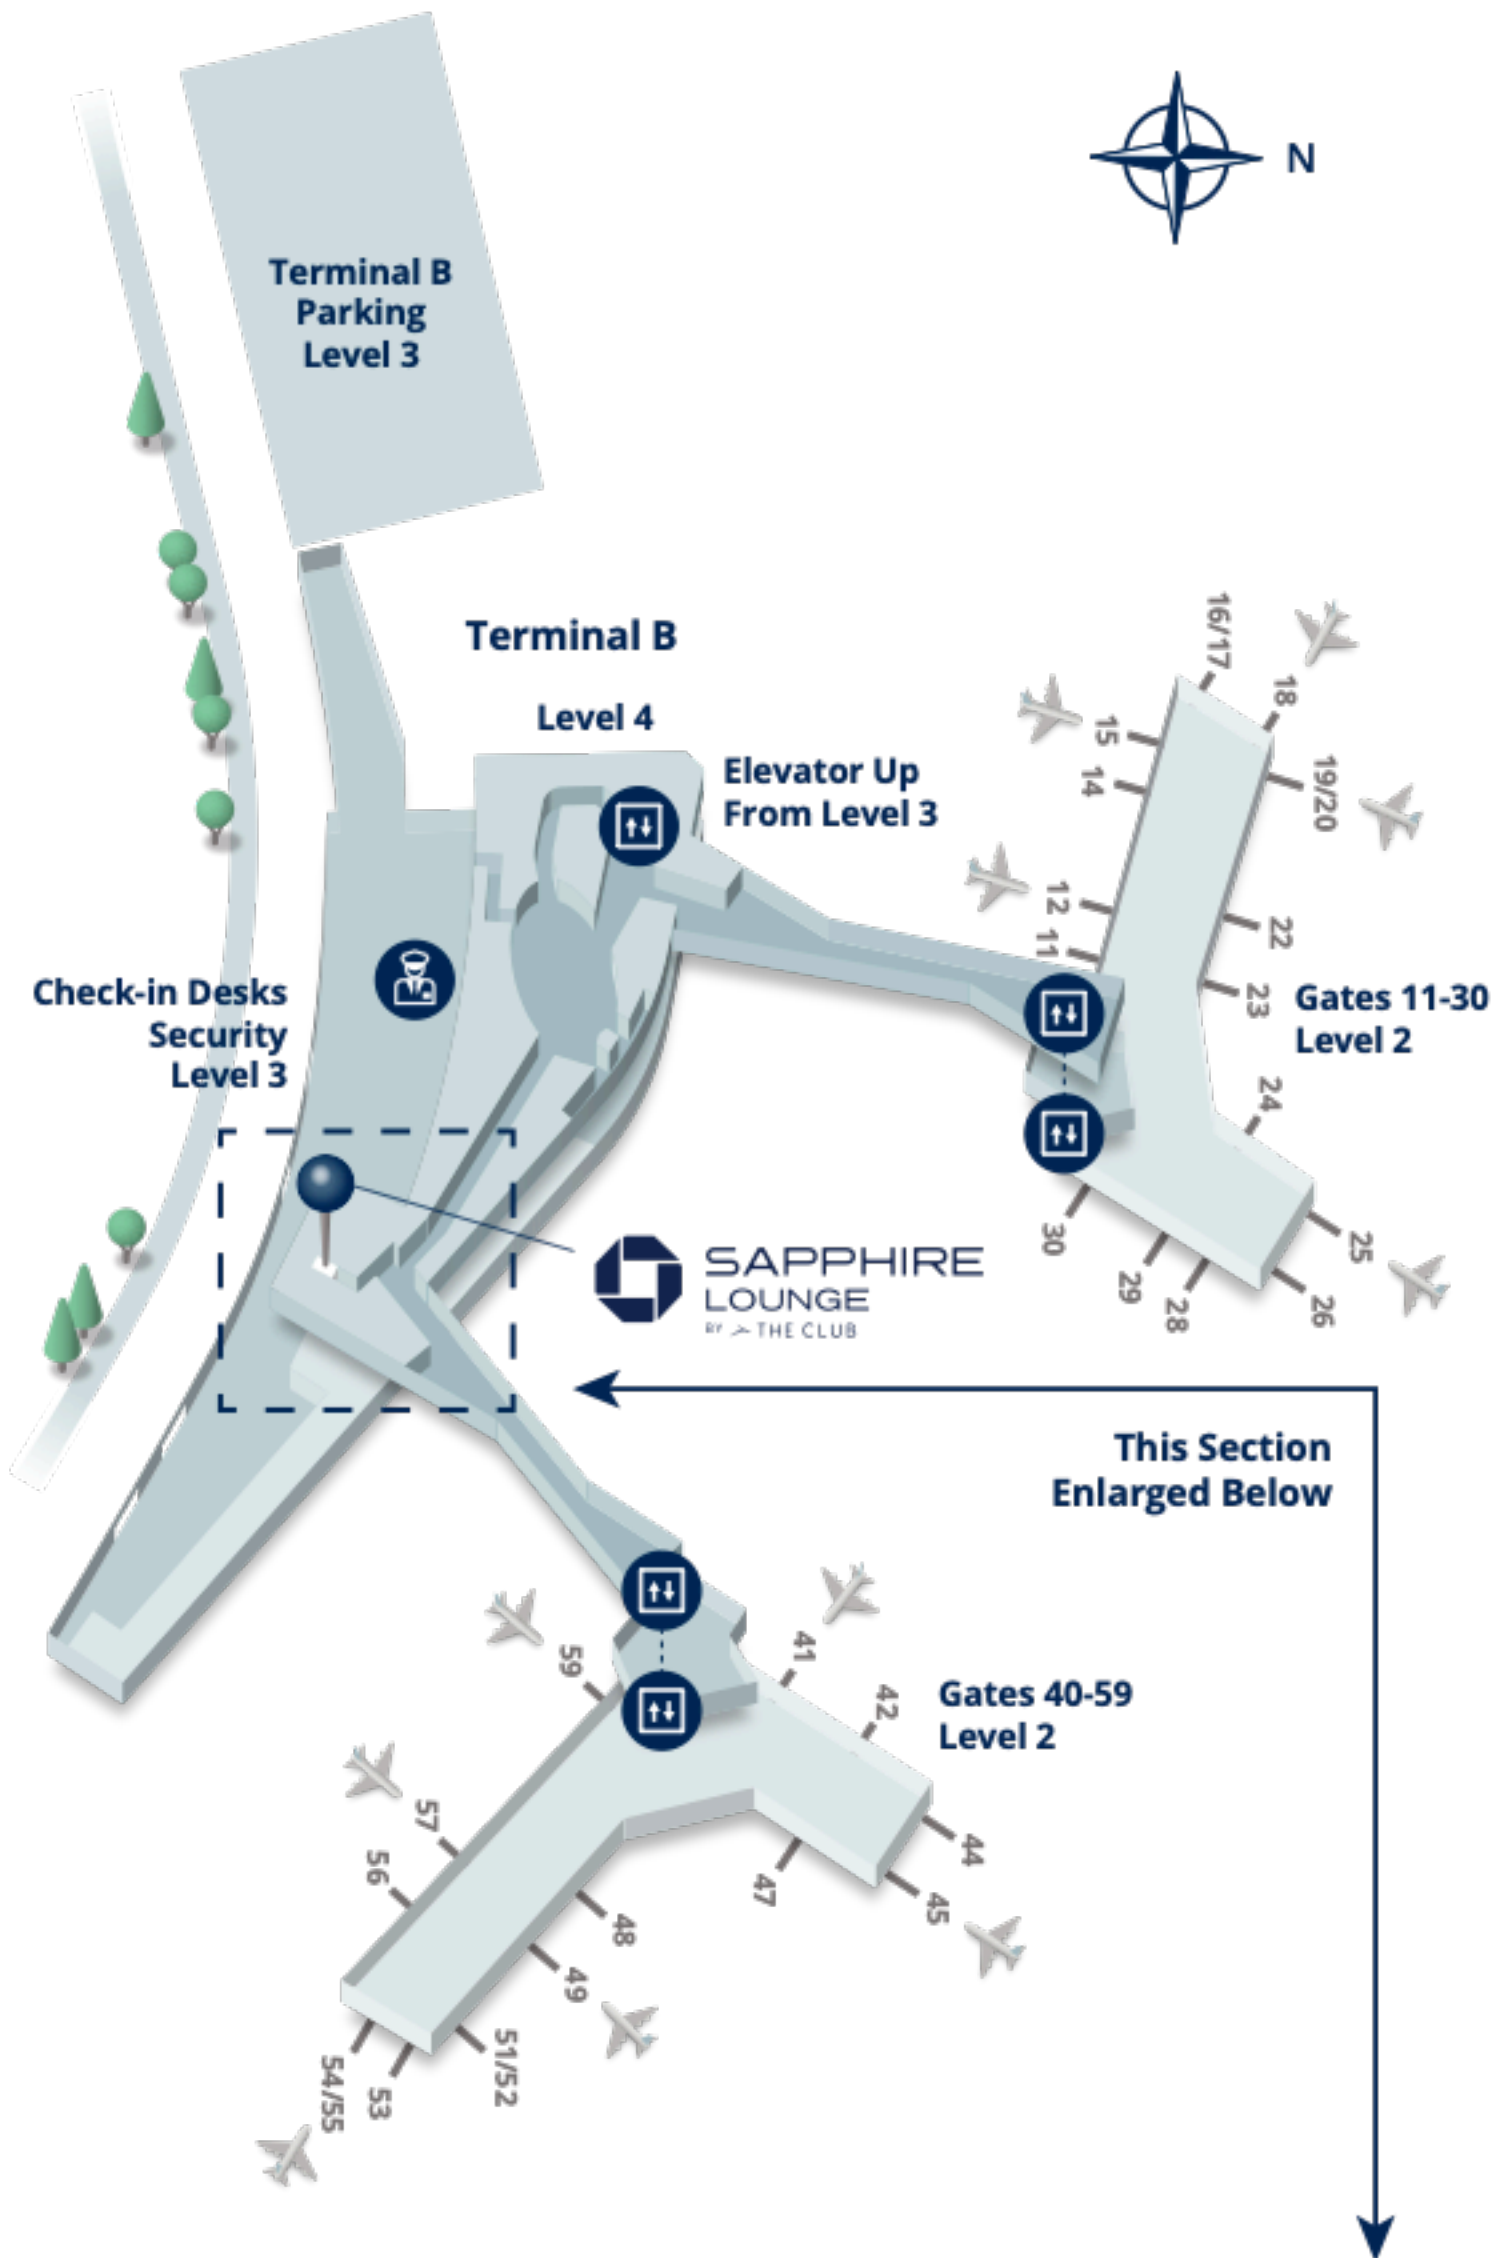 N
Terminal B
Parking
Level 3
Terminal B
Level 4
Elevator Up
From Level 3
16/17
18
15
14
19/20
12
11
22
23
Gates 11-30
Level 2
Check-in Desks
Security
Level 3
24
30
25
29
28
26
SAPPHIRE
LOUNGE
BY THE CLUB
This Section
Enlarged Below
59
41
42
Gates 40-59
Level 2
57
56
44
47
45
48
49
51/52
54/55
53